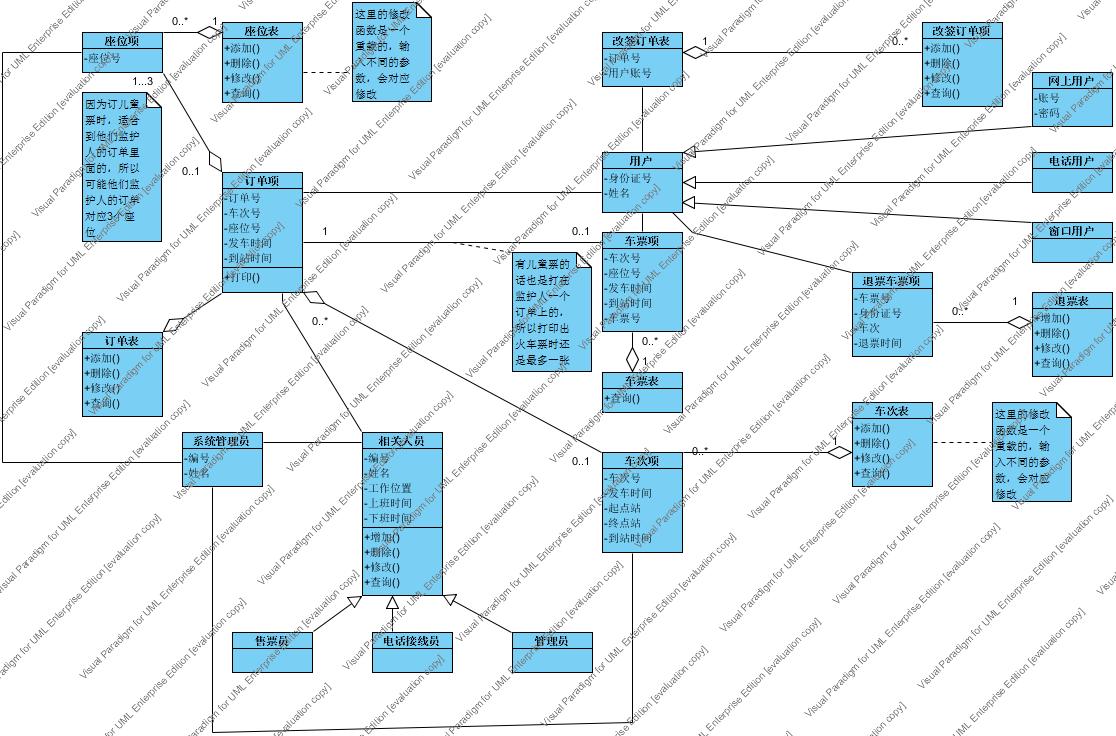 座位项
-座位号
0..*
1
座位表
+添加()
+删除()
+修改()
+查询()
这里的修改
函数是一个
重载的，输
入不同的参
数，会对应
修改
1...3
因为订儿童
票时，适合
到他们监护
人的订单里
面的，所以
可能他们监
护人的订单
对应3个座
位
0..1
订单项
-订单号
-车次号
-座位号
-发车时间
-到站时间
+打印()
订单表
+添加()
+删除()
+修改()
+查询()
改签订单表
-订单号
-用户账号
1
0..*
改签订单项
+添加()
+删除()
+修改()
+查询()
网上用户
-账号
-密码
用户
-身份证号
-姓名
电话用户
窗口用户
1
0..1
车票项
-车次号
-座位号
-发车时间
-到站时间
-车票号
有儿童票的
话也是打在
监护人一个
订单上的，
所以打印出
火车票时还
是最多一张
退票车票项
-车票号
-身份证号
-车次
-退票时间
0..*
1
退票表
+增加()
+删除()
+修改()
+查询()
0..*
0..*
1
车票表
+查询()
系统管理员
-编号
-姓名
相关人员
-编号
-姓名
-工作位置
-上班时间
-下班时间
+增加()
+删除()
+修改()
+查询()
0..1
车次项
-车次号
-发车时间
-起点站
-终点站
-到站时间
0..*
1
车次表
+添加()
+删除()
+修改()
+查询()
这里的修改
函数是一个
重载的，输
入不同的参
数，会对应
修改
售票员
电话接线员
管理员
Visual Paradigm for UML Enterprise Edition [evaluation copy]